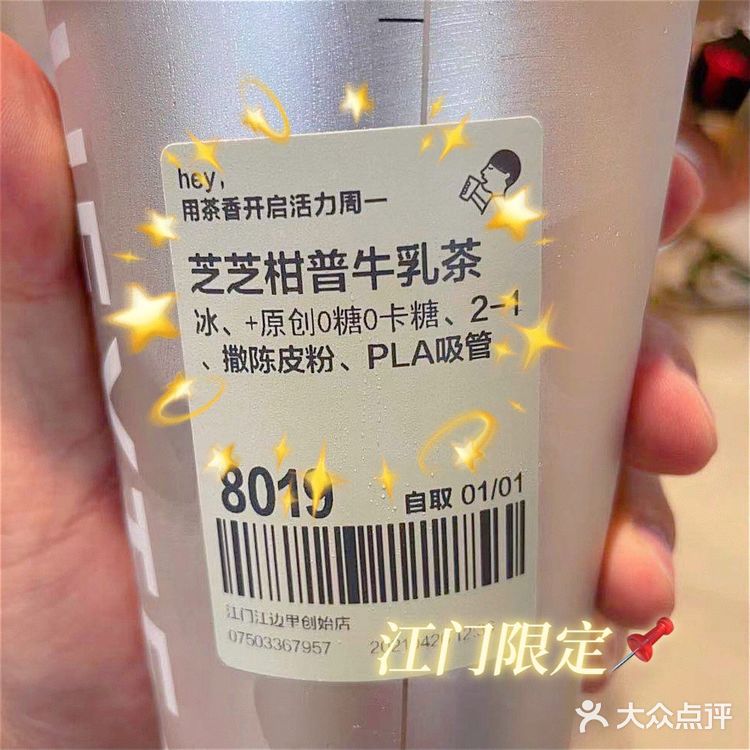 hey,
用茶香开启活力周一
芝芝柑普牛乳茶
冰、+原创0糖0卡糖、2-1
、撒陈皮粉、PLA吸管
8019
自取 01/01
江门江边里创始店
07503367957
江门限定
大众点评